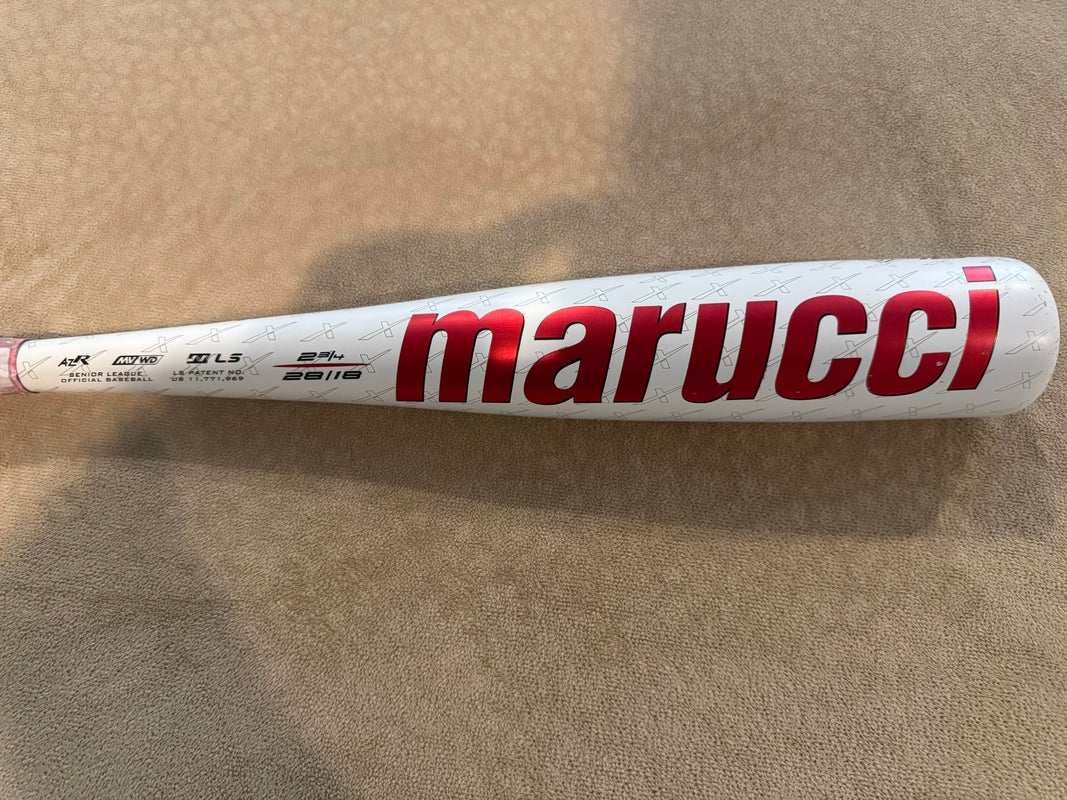 marucci
AZR
MV WD
LS
2 3/4
SENIOR LEAGUE
OFFICIAL BASEBALL
LS PATENT NO.
US 11,771,969
28||18